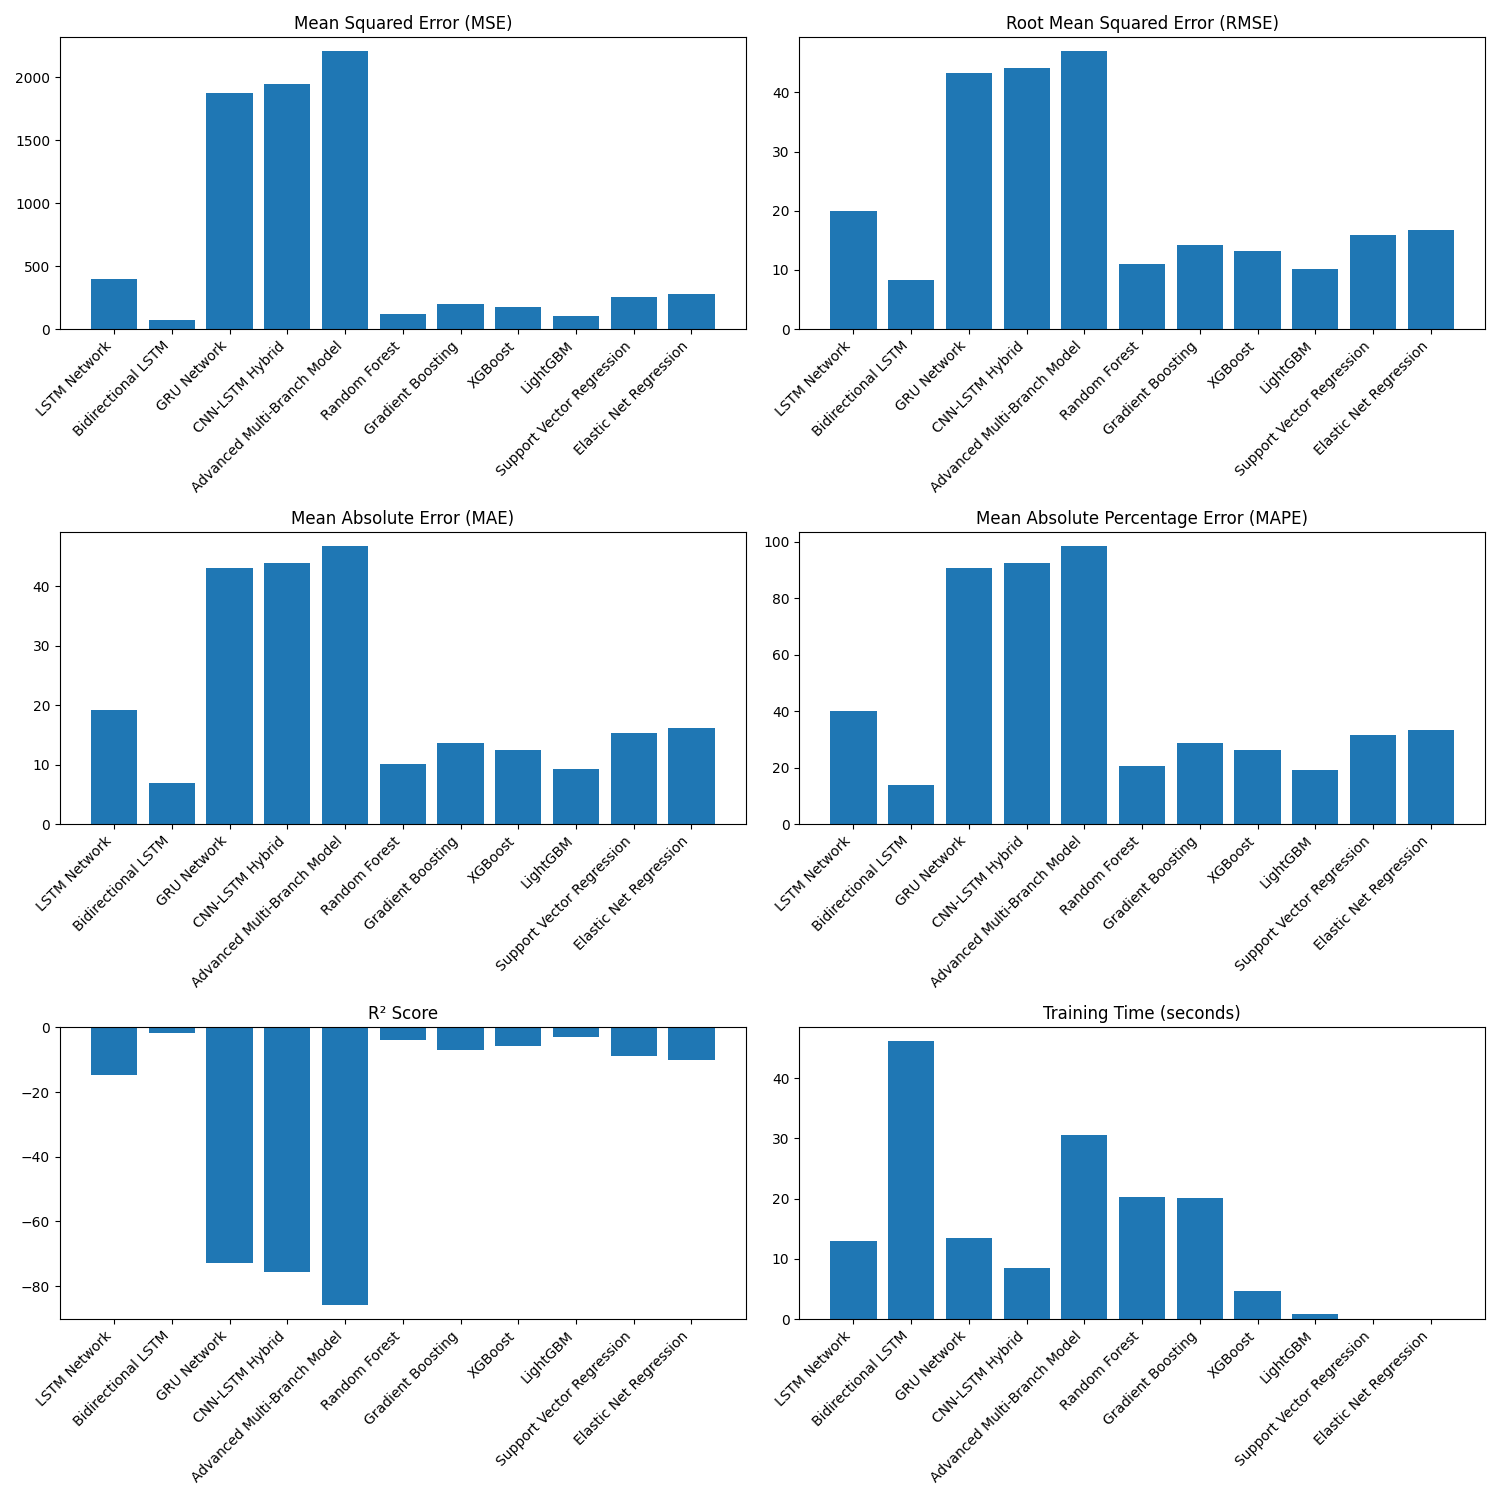 Mean Squared Error (MSE)
2000
1500
1000
500
0
LSTM Network
Bidirectional LSTM
GRU Network
CNN-LSTM Hybrid
Advanced Multi-Branch Model
Random Forest
Gradient Boosting
XGBoost
LightGBM
Support Vector Regression
Elastic Net Regression
Root Mean Squared Error (RMSE)
40
30
20
10
0
LSTM Network
Bidirectional LSTM
GRU Network
CNN-LSTM Hybrid
Advanced Multi-Branch Model
Random Forest
Gradient Boosting
XGBoost
LightGBM
Support Vector Regression
Elastic Net Regression
Mean Absolute Error (MAE)
40
30
20
10
0
LSTM Network
Bidirectional LSTM
GRU Network
CNN-LSTM Hybrid
Advanced Multi-Branch Model
Random Forest
Gradient Boosting
XGBoost
LightGBM
Support Vector Regression
Elastic Net Regression
Mean Absolute Percentage Error (MAPE)
100
80
60
40
20
0
LSTM Network
Bidirectional LSTM
GRU Network
CNN-LSTM Hybrid
Advanced Multi-Branch Model
Random Forest
Gradient Boosting
XGBoost
LightGBM
Support Vector Regression
Elastic Net Regression
R² Score
0
−20
−40
−60
−80
LSTM Network
Bidirectional LSTM
GRU Network
CNN-LSTM Hybrid
Advanced Multi-Branch Model
Random Forest
Gradient Boosting
XGBoost
LightGBM
Support Vector Regression
Elastic Net Regression
Training Time (seconds)
40
30
20
10
0
LSTM Network
Bidirectional LSTM
GRU Network
CNN-LSTM Hybrid
Advanced Multi-Branch Model
Random Forest
Gradient Boosting
XGBoost
LightGBM
Support Vector Regression
Elastic Net Regression